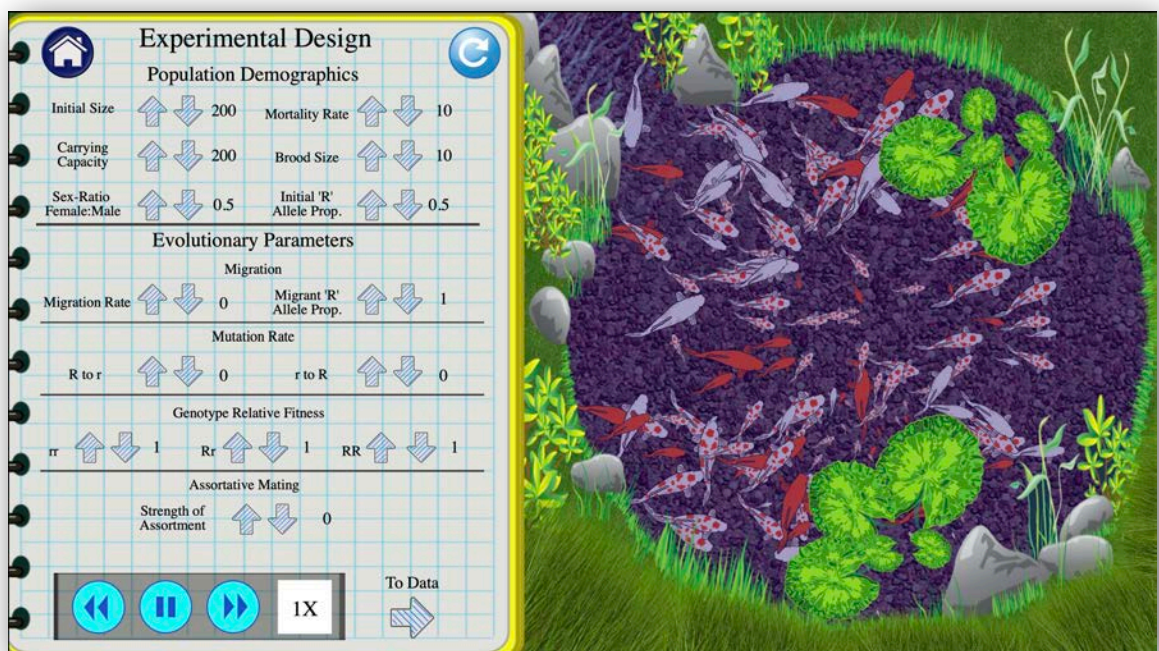 Experimental Design
Population Demographics
Initial Size 200 Mortality Rate 10
Carrying
Capacity 200 Brood Size 10
Sex-Ratio
Female:Male 0.5 Initial 'R'
Allele Prop. 0.5
Evolutionary Parameters
Migration
Migration Rate 0 Migrant 'R'
Allele Prop. 1
Mutation Rate
R to r 0 r to R 0
Genotype Relative Fitness
rr 1 Rr 1 RR 1
Assortative Mating
Strength of
Assortment 0
1X
To Data